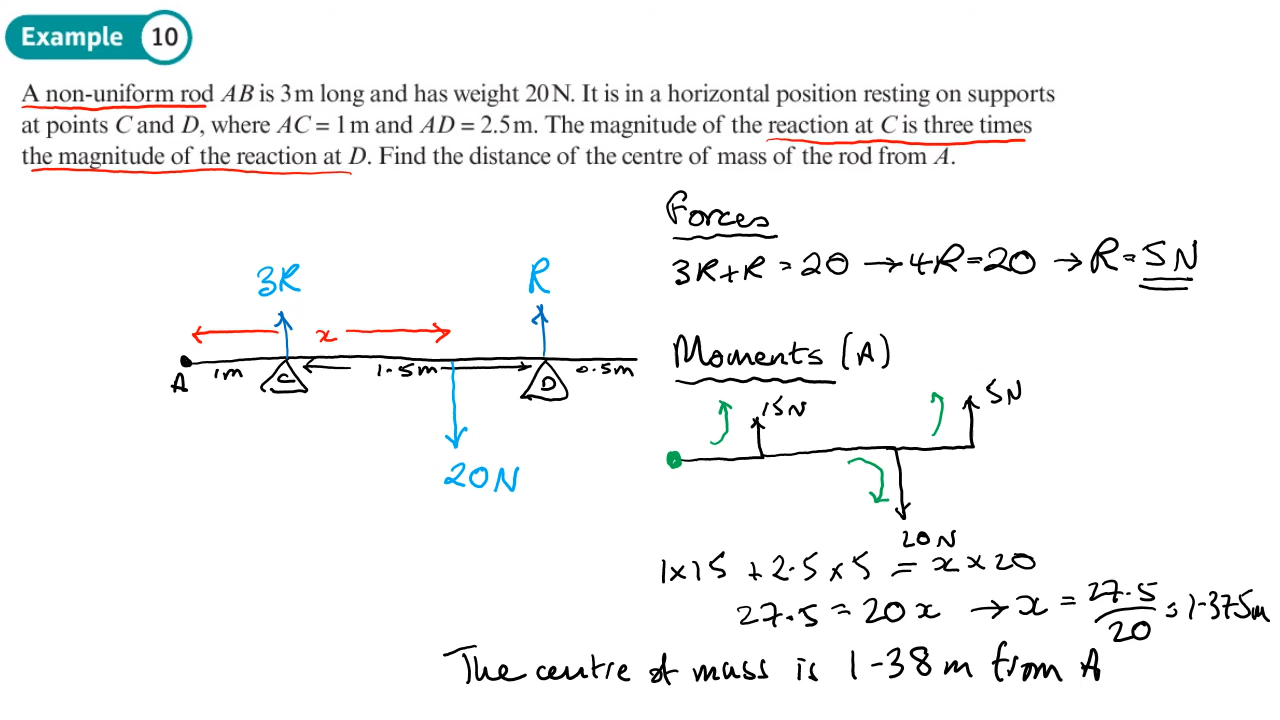 Example 10
A non-uniform rod AB is 3 m long and has weight 20 N. It is in a horizontal position resting on supports
at points C and D, where AC = 1 m and AD = 2.5 m. The magnitude of the reaction at C is three times
the magnitude of the reaction at D. Find the distance of the centre of mass of the rod from A.
Forces
3R+R = 20 → 4R = 20 → R = 5N
3R R
x
A 1m C 1.5m D 0.5m
20N
Moments (A)
15N 5N
20N
1×15 + 2.5×5 = x×20
27.5 = 20x → x = 27.5/20 = 1.375m
The centre of mass is 1.38m from A